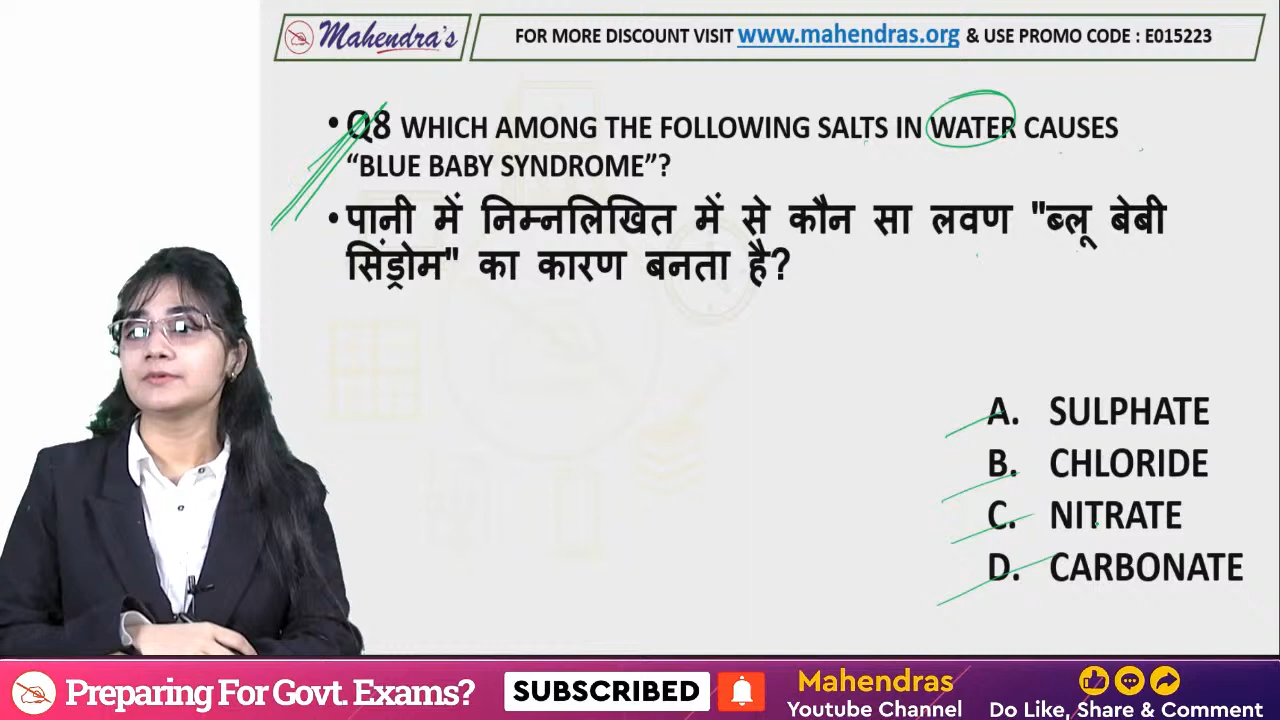 Mahendra's
FOR MORE DISCOUNT VISIT www.mahendras.org & USE PROMO CODE : E015223
• Q8 WHICH AMONG THE FOLLOWING SALTS IN WATER CAUSES
“BLUE BABY SYNDROME”?
• पानी में निम्नलिखित में से कौन सा लवण "ब्लू बेबी
सिंड्रोम" का कारण बनता है?
A. SULPHATE
B. CHLORIDE
C. NITRATE
D. CARBONATE
Preparing For Govt. Exams?
SUBSCRIBED
Mahendras
Youtube Channel
Do Like, Share & Comment